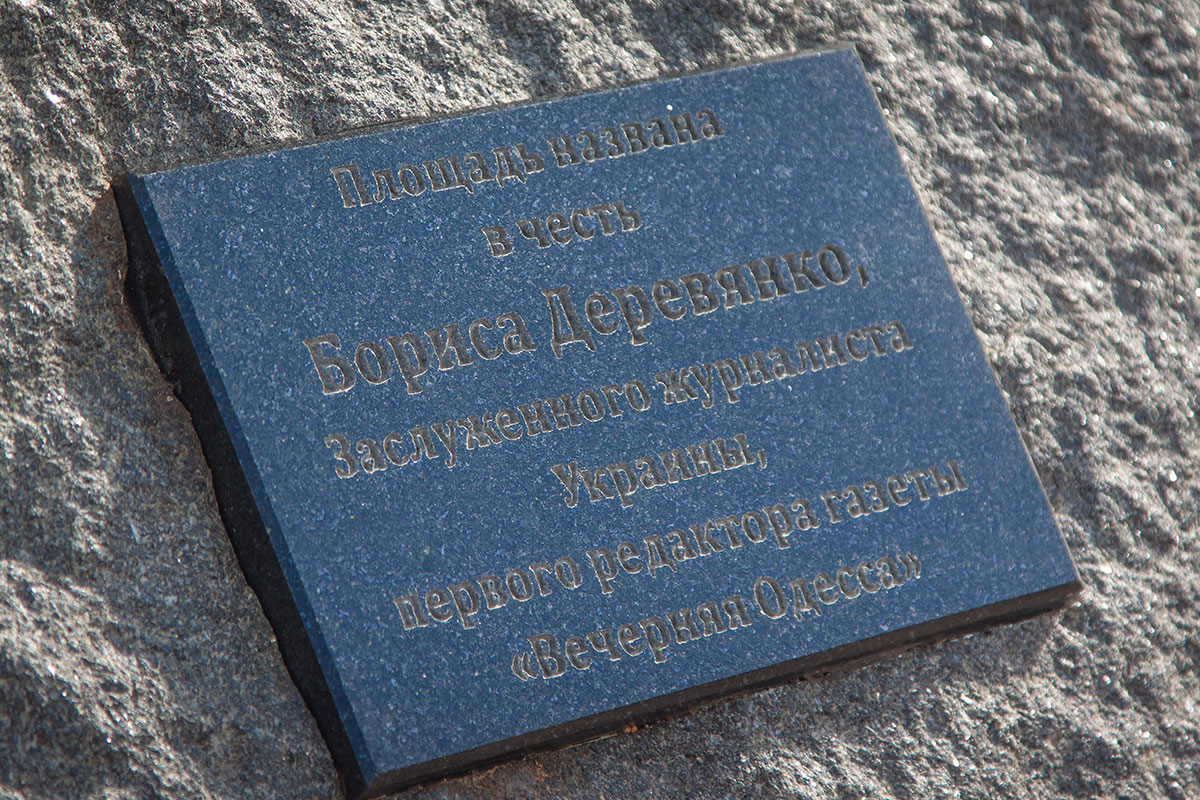 Площадь названа
в честь
Бориса Деревянко,
Заслуженного журналиста
Украины,
первого редактора газеты
«Вечерняя Одесса»